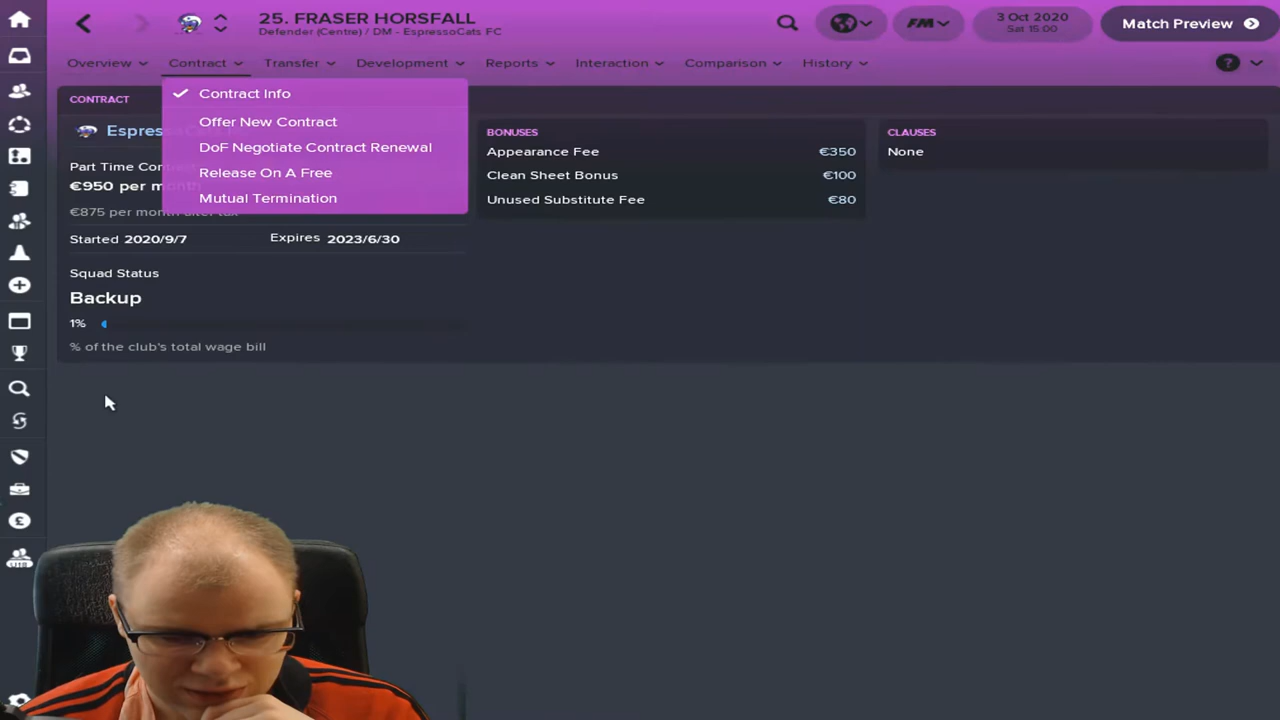 25. FRASER HORSFALL
Defender (Centre) / DM - EspressoCats FC
FM
3 Oct 2020
Sat 15:00
Match Preview
Overview
Contract
Transfer
Development
Reports
Interaction
Comparison
History
?
CONTRACT
Contract Info
Offer New Contract
DoF Negotiate Contract Renewal
Release On A Free
Mutual Termination
Part Time
€950 per month
€875 per month after tax
Started 2020/9/7
Expires 2023/6/30
Squad Status
Backup
1%
% of the club's total wage bill
BONUSES
Appearance Fee €350
Clean Sheet Bonus €100
Unused Substitute Fee €80
CLAUSES
None
U18